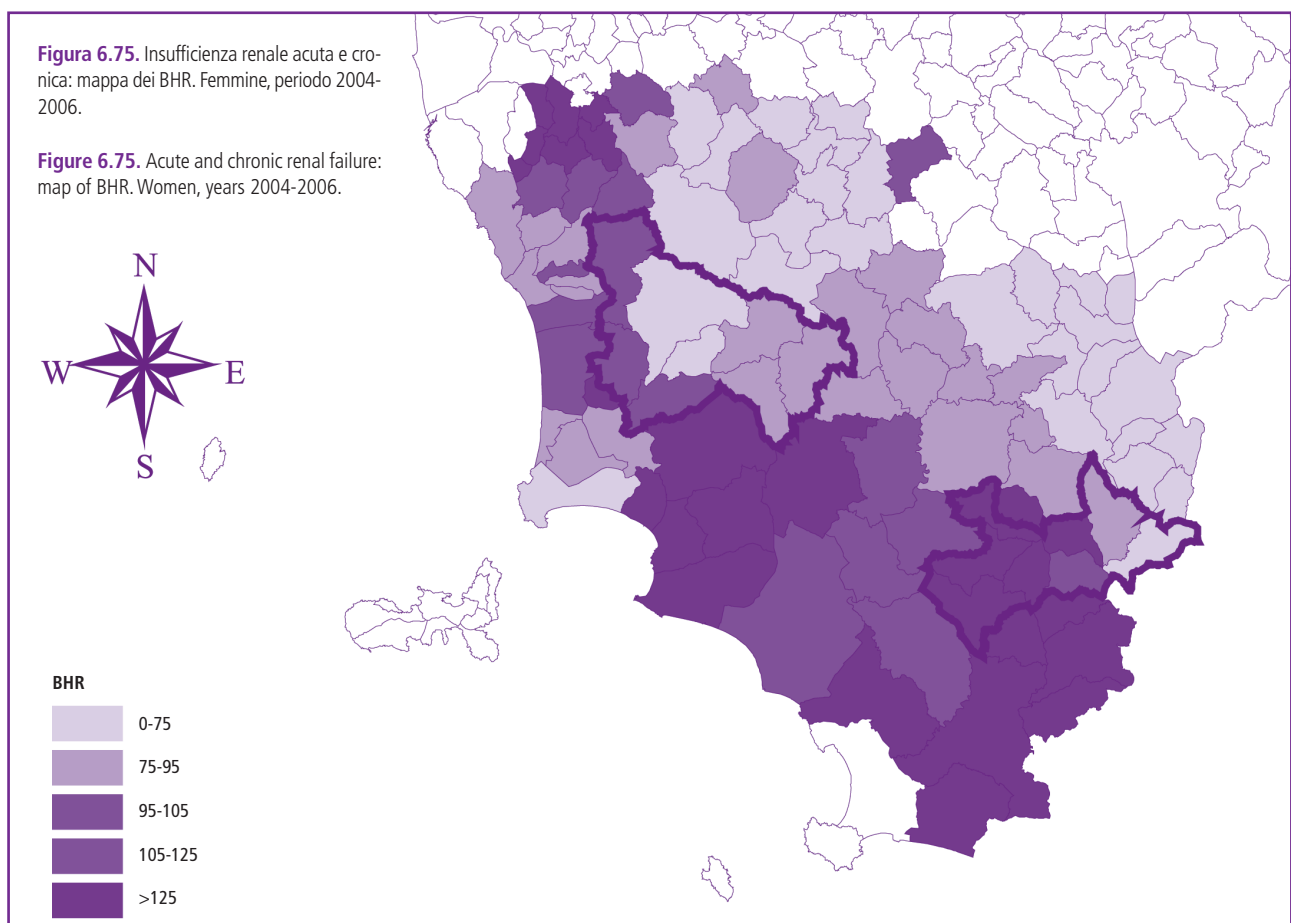 Figura 6.75. Insufficienza renale acuta e cro-
nica: mappa dei BHR. Femmine, periodo 2004-
2006.
Figure 6.75. Acute and chronic renal failure:
map of BHR. Women, years 2004-2006.
N
W
E
S
BHR
0-75
75-95
95-105
105-125
>125